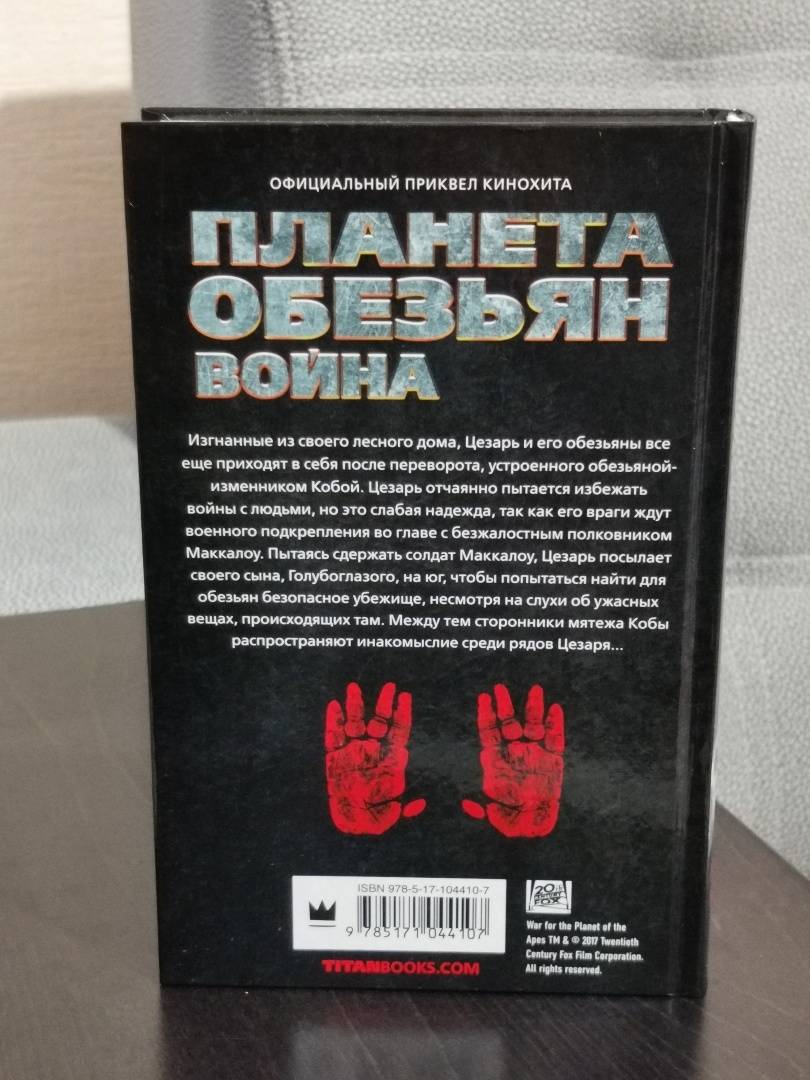 ОФИЦИАЛЬНЫЙ ПРИКВЕЛ КИНОХИТА
ПЛАНЕТА
ОБЕЗЬЯН
ВОЙНА
Изгнанные из своего лесного дома, Цезарь и его обезьяны все
еще приходят в себя после переворота, устроенного обезьяной-
изменником Кобой. Цезарь отчаянно пытается избежать
войны с людьми, но это слабая надежда, так как его враги ждут
военного подкрепления во главе с безжалостным полковником
Маккалоу. Пытаясь сдержать солдат Маккалоу, Цезарь посылает
своего сына, Голубоглазого, на юг, чтобы попытаться найти для
обезьян безопасное убежище, несмотря на слухи об ужасных
вещах, происходящих там. Между тем сторонники мятежа Кобы
распространяют инакомыслие среди рядов Цезаря...
ISBN 978-5-17-104410-7
9 785171 044107
TITANBOOKS.COM
20th
CENTURY
FOX
War for the Planet of the
Apes TM & © 2017 Twentieth
Century Fox Film Corporation.
All rights reserved.